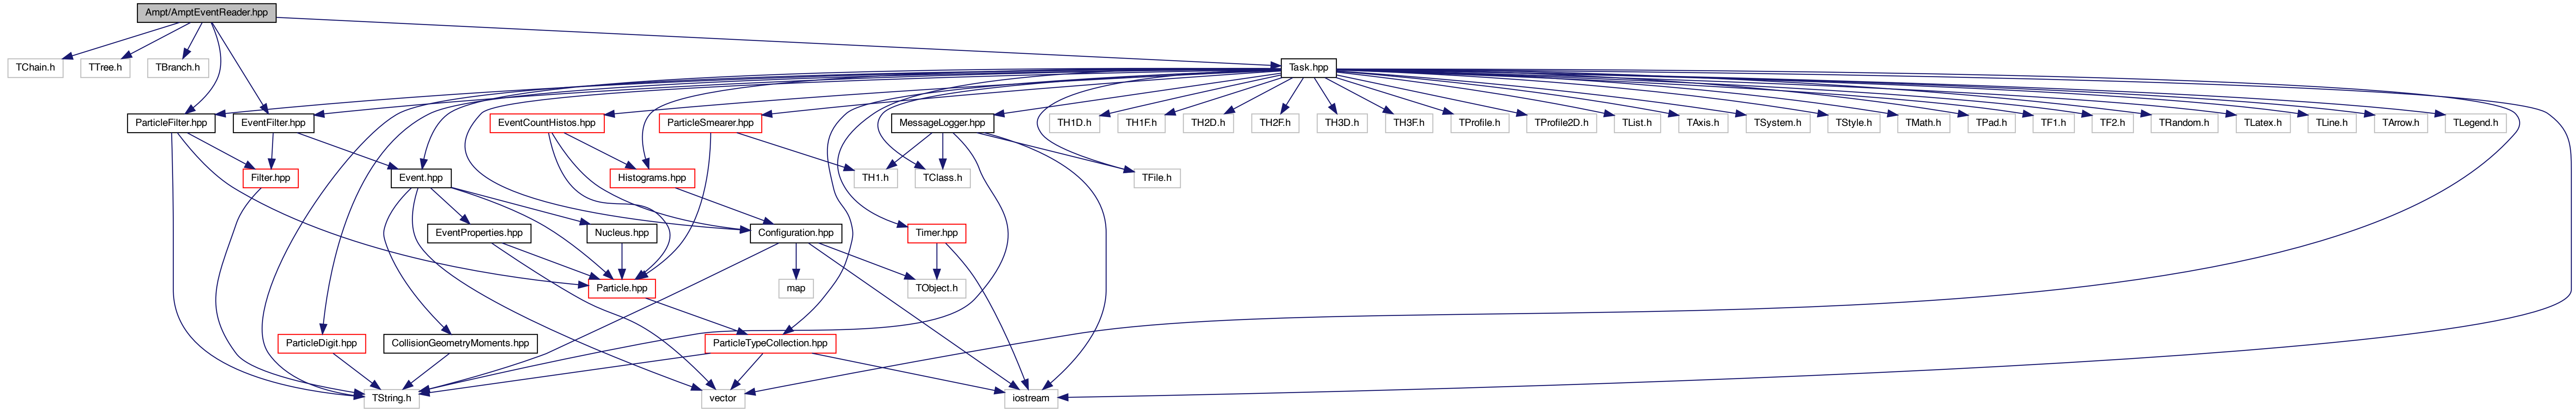 Ampt/AmptEventReader.hpp
TChain.h
TTree.h
TBranch.h
Task.hpp
ParticleFilter.hpp
EventFilter.hpp
EventCountHistos.hpp
ParticleSmearer.hpp
MessageLogger.hpp
TH1D.h
TH1F.h
TH2D.h
TH2F.h
TH3D.h
TH3F.h
TProfile.h
TProfile2D.h
TList.h
TAxis.h
TSystem.h
TStyle.h
TMath.h
TPad.h
TF1.h
TF2.h
TRandom.h
TLatex.h
TLine.h
TArrow.h
TLegend.h
Filter.hpp
Event.hpp
Histograms.hpp
TH1.h
TClass.h
TFile.h
EventProperties.hpp
Nucleus.hpp
Configuration.hpp
Timer.hpp
Particle.hpp
map
TObject.h
ParticleDigit.hpp
CollisionGeometryMoments.hpp
ParticleTypeCollection.hpp
TString.h
vector
iostream